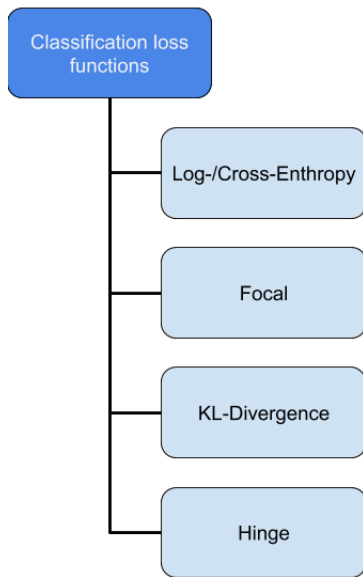 Classification loss
functions
Log-/Cross-Enthropy
Focal
KL-Divergence
Hinge